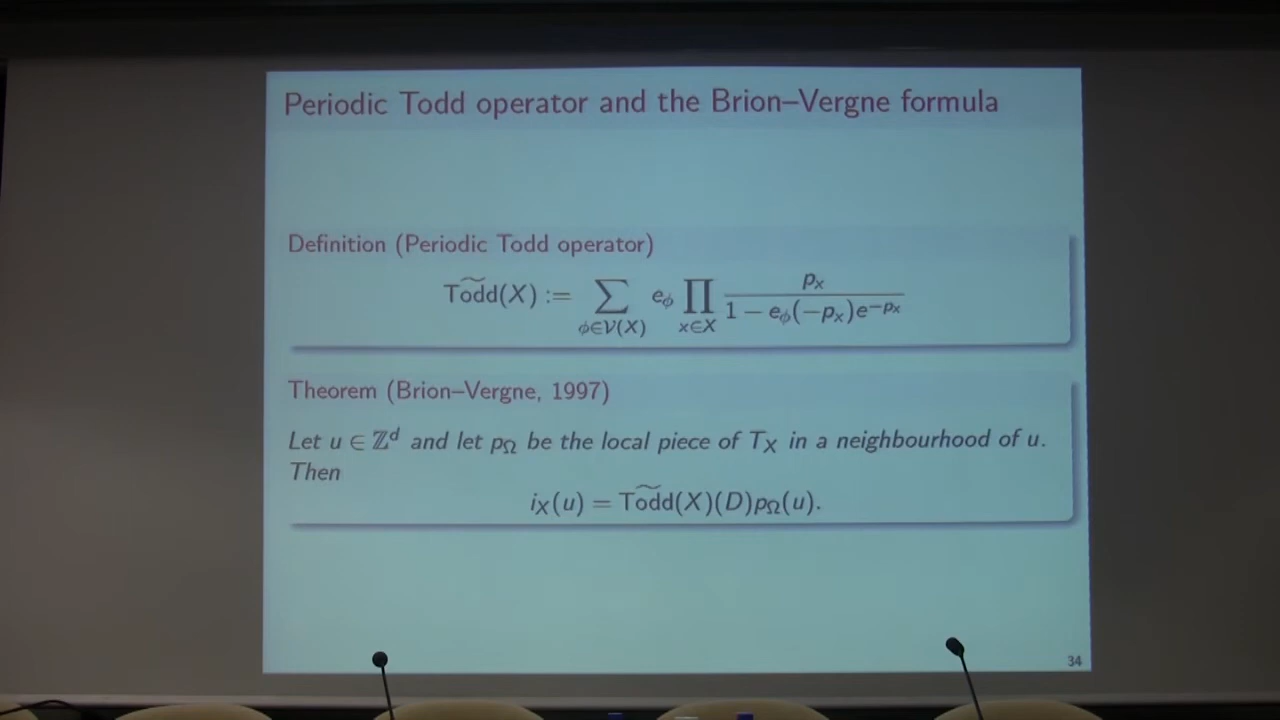 Periodic Todd operator and the Brion–Vergne formula
Definition (Periodic Todd operator)
T̃odd(X) := ∑_{ϕ∈𝒱(X)} e_ϕ ∏_{x∈X} p_x / (1 − e_ϕ(−p_x)e^{−p_x})
Theorem (Brion–Vergne, 1997)
Let u ∈ ℤ^d and let p_Ω be the local piece of T_X in a neighbourhood of u.
Then
i_X(u) = T̃odd(X)(D)p_Ω(u).
34